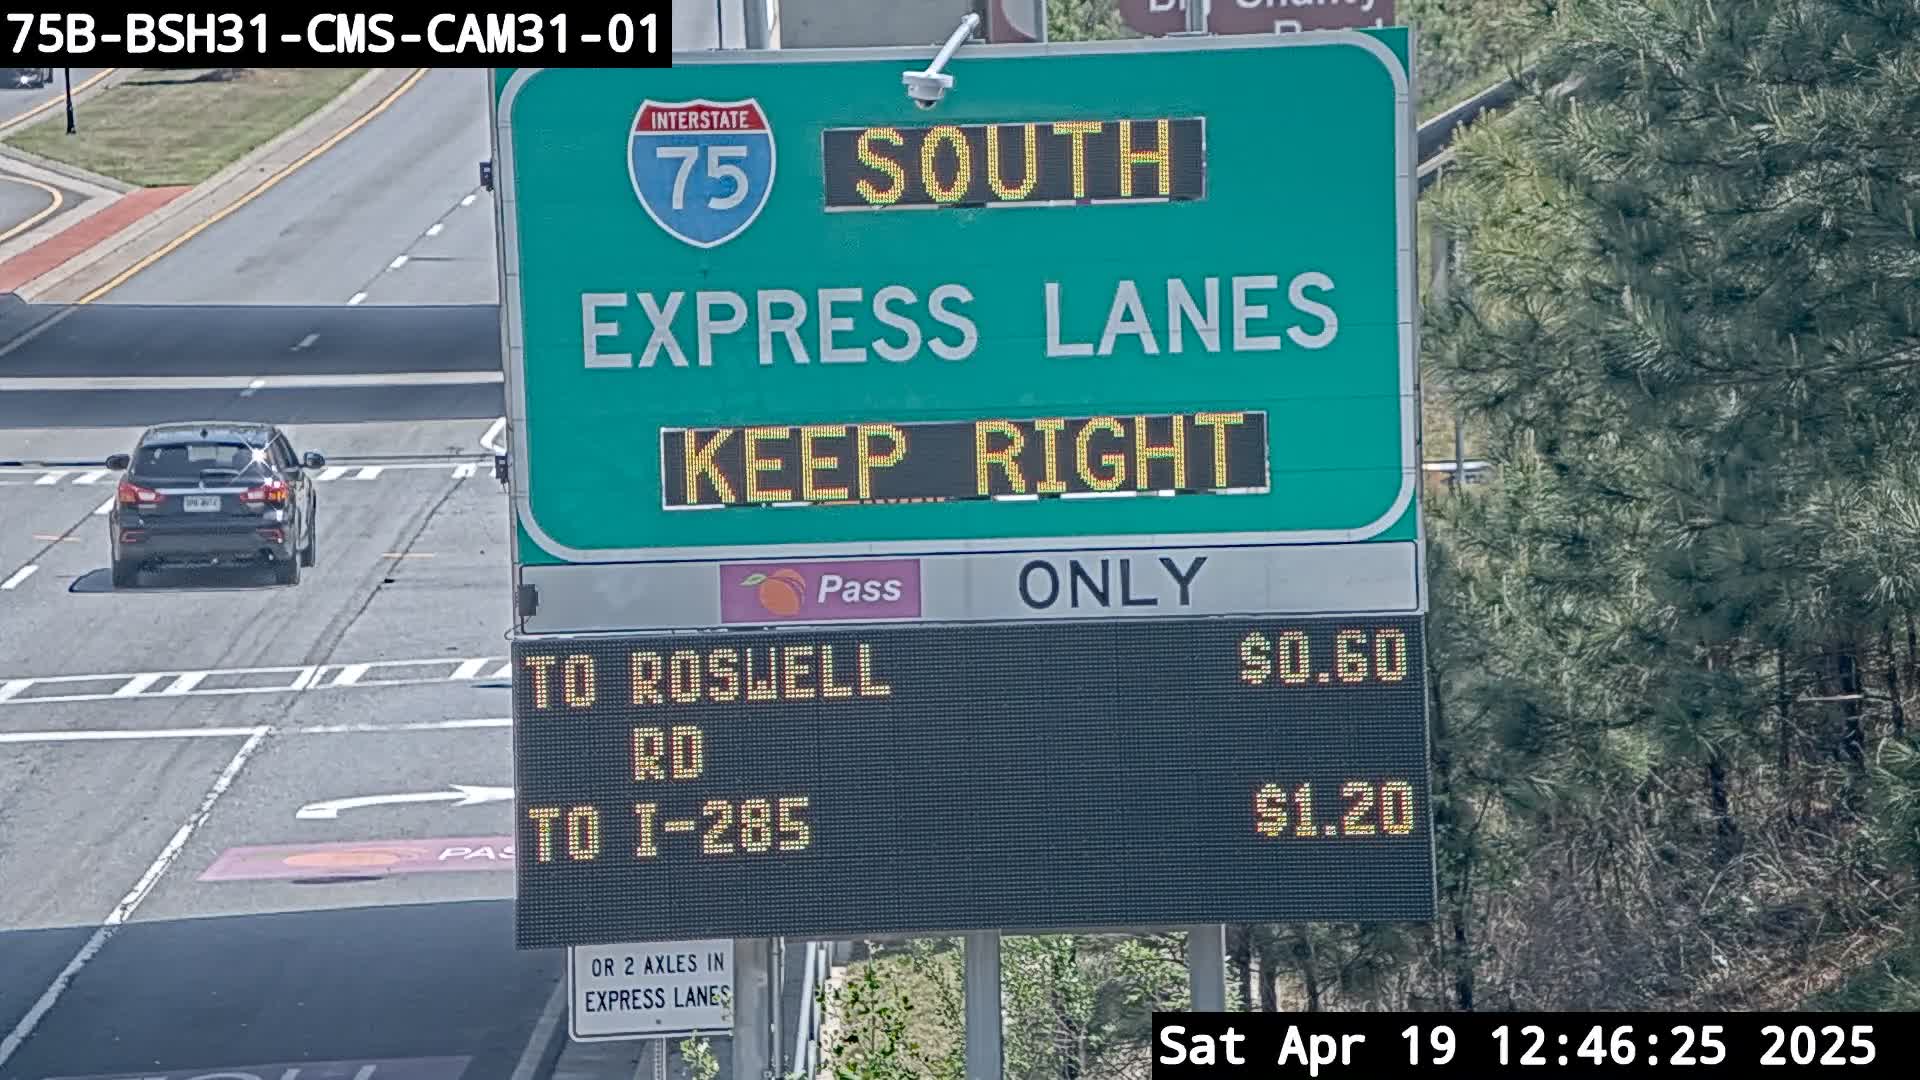 75B-BSH31-CMS-CAM31-01
INTERSTATE
75
SOUTH
EXPRESS LANES
KEEP RIGHT
Pass ONLY
TO ROSWELL $0.60
RD
TO I-285 $1.20
OR 2 AXLES IN
EXPRESS LANES
Sat Apr 19 12:46:25 2025